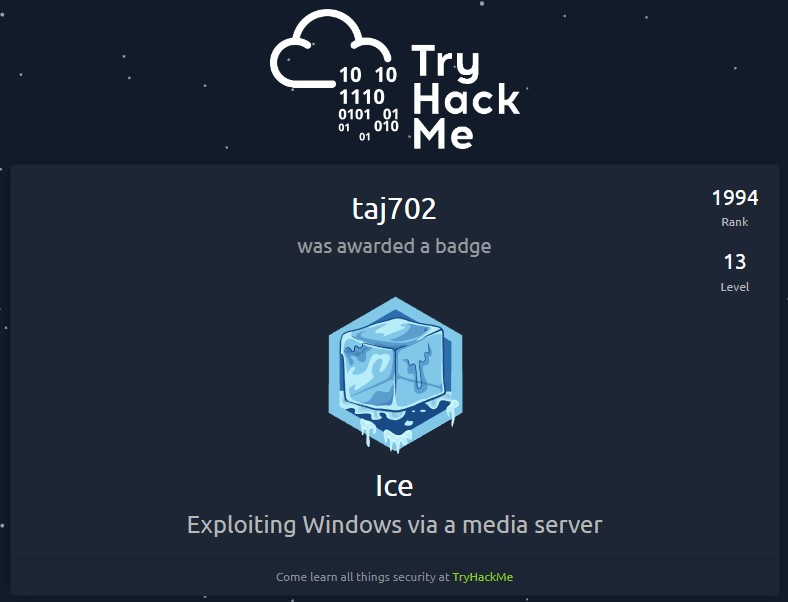 10 10
1110
0101 01
01 010
01
Try
Hack
Me
taj702
was awarded a badge
1994
Rank
13
Level
Ice
Exploiting Windows via a media server
Come learn all things security at TryHackMe